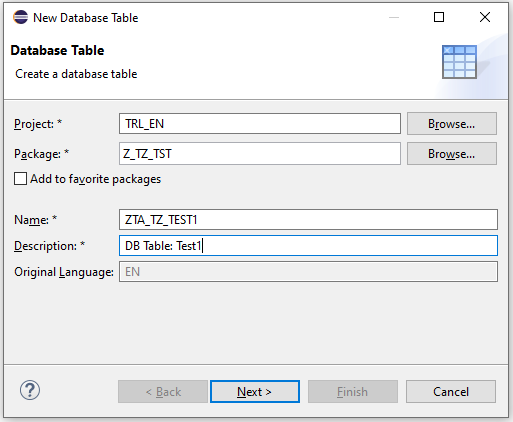 New Database Table
Database Table
Create a database table
Project: * TRL_EN Browse...
Package: * Z_TZ_TST Browse...
Add to favorite packages
Name: * ZTA_TZ_TEST1
Description: * DB Table: Test1
Original Language: EN
? < Back Next > Finish Cancel